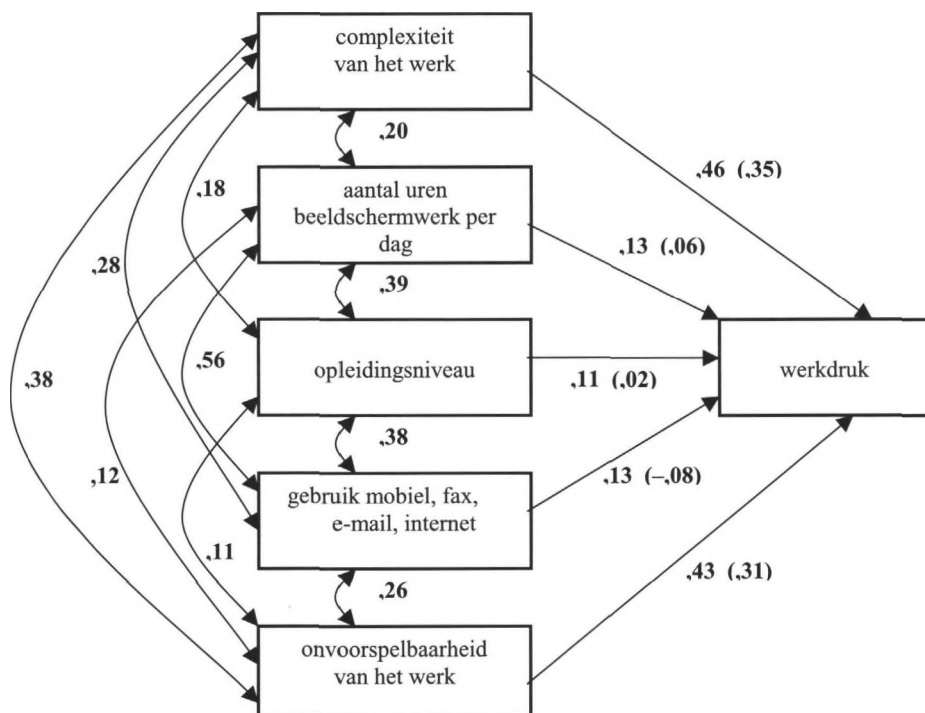 complexiteit
van het werk
,20
,46 (,35)
,18
aantal uren
beeldschermwerk per
dag
,13 (,06)
,28
,39
,56
,38
opleidingsniveau
,11 (,02)
werkdruk
,38
,12
gebruik mobiel, fax,
e-mail, internet
,13 (–,08)
,11
,26
,43 (,31)
onvoorspelbaarheid
van het werk